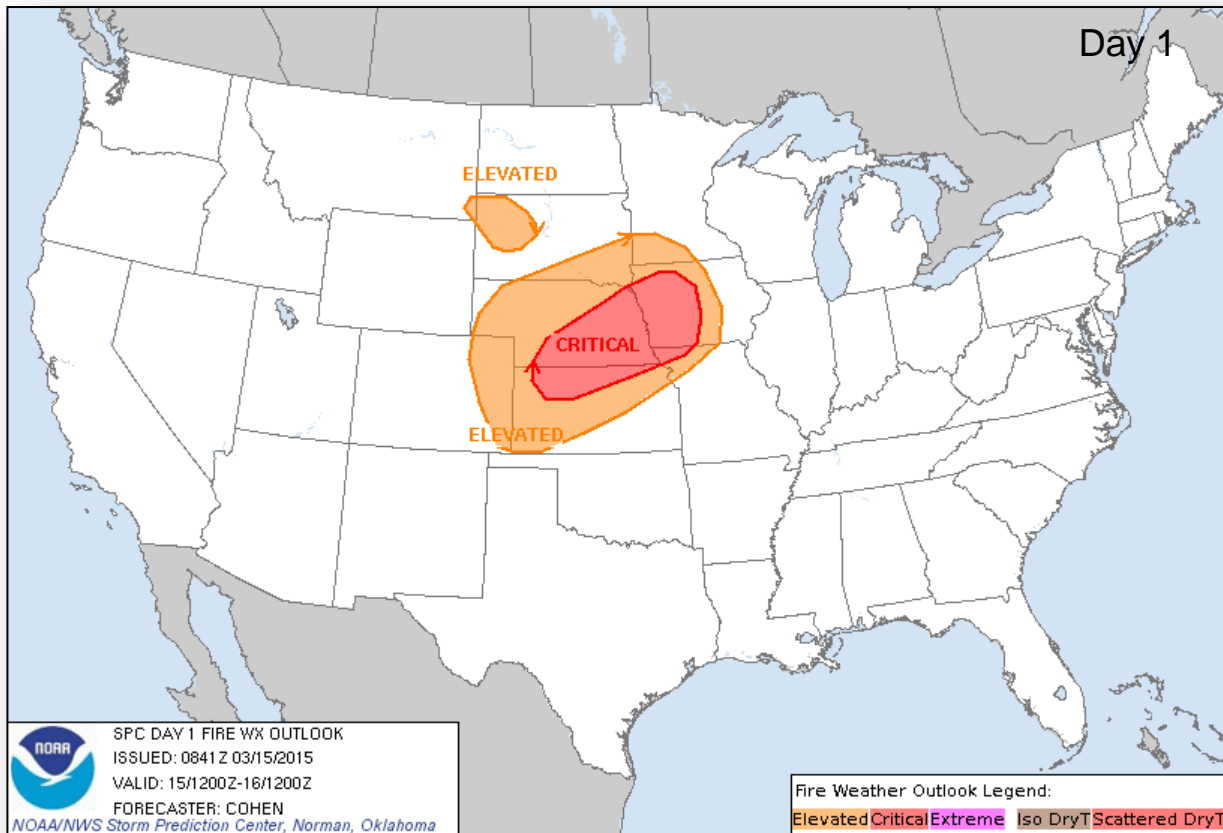 Day 1
ELEVATED
CRITICAL
ELEVATED
NOAA
SPC DAY 1 FIRE WX OUTLOOK
ISSUED: 0841Z 03/15/2015
VALID: 15/1200Z-16/1200Z
FORECASTER: COHEN
NOAA/NWS Storm Prediction Center, Norman, Oklahoma
Fire Weather Outlook Legend:
Elevated Critical Extreme Iso DryT Scattered DryT